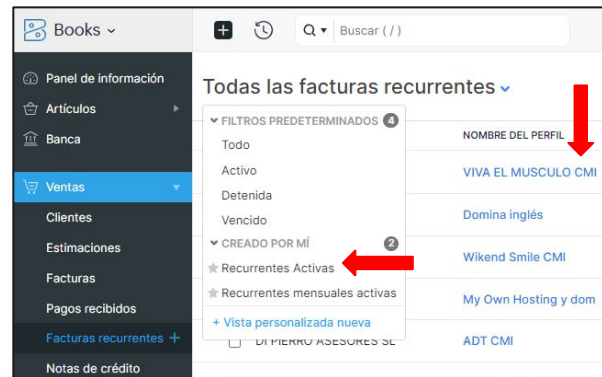 Books
Buscar ( / )
Panel de información
Artículos
Banca
Ventas
Clientes
Estimaciones
Facturas
Pagos recibidos
Facturas recurrentes +
Notas de crédito
Todas las facturas recurrentes
FILTROS PREDETERMINADOS 4
Todo
Activo
Detenida
Vencido
CREADO POR MÍ 2
Recurrentes Activas
Recurrentes mensuales activas
+ Vista personalizada nueva
DI PIERRO ASESORES SL
NOMBRE DEL PERFIL
VIVA EL MUSCULO CMI
Domina inglés
Wikend Smile CMI
My Own Hosting y dom
ADT CMI